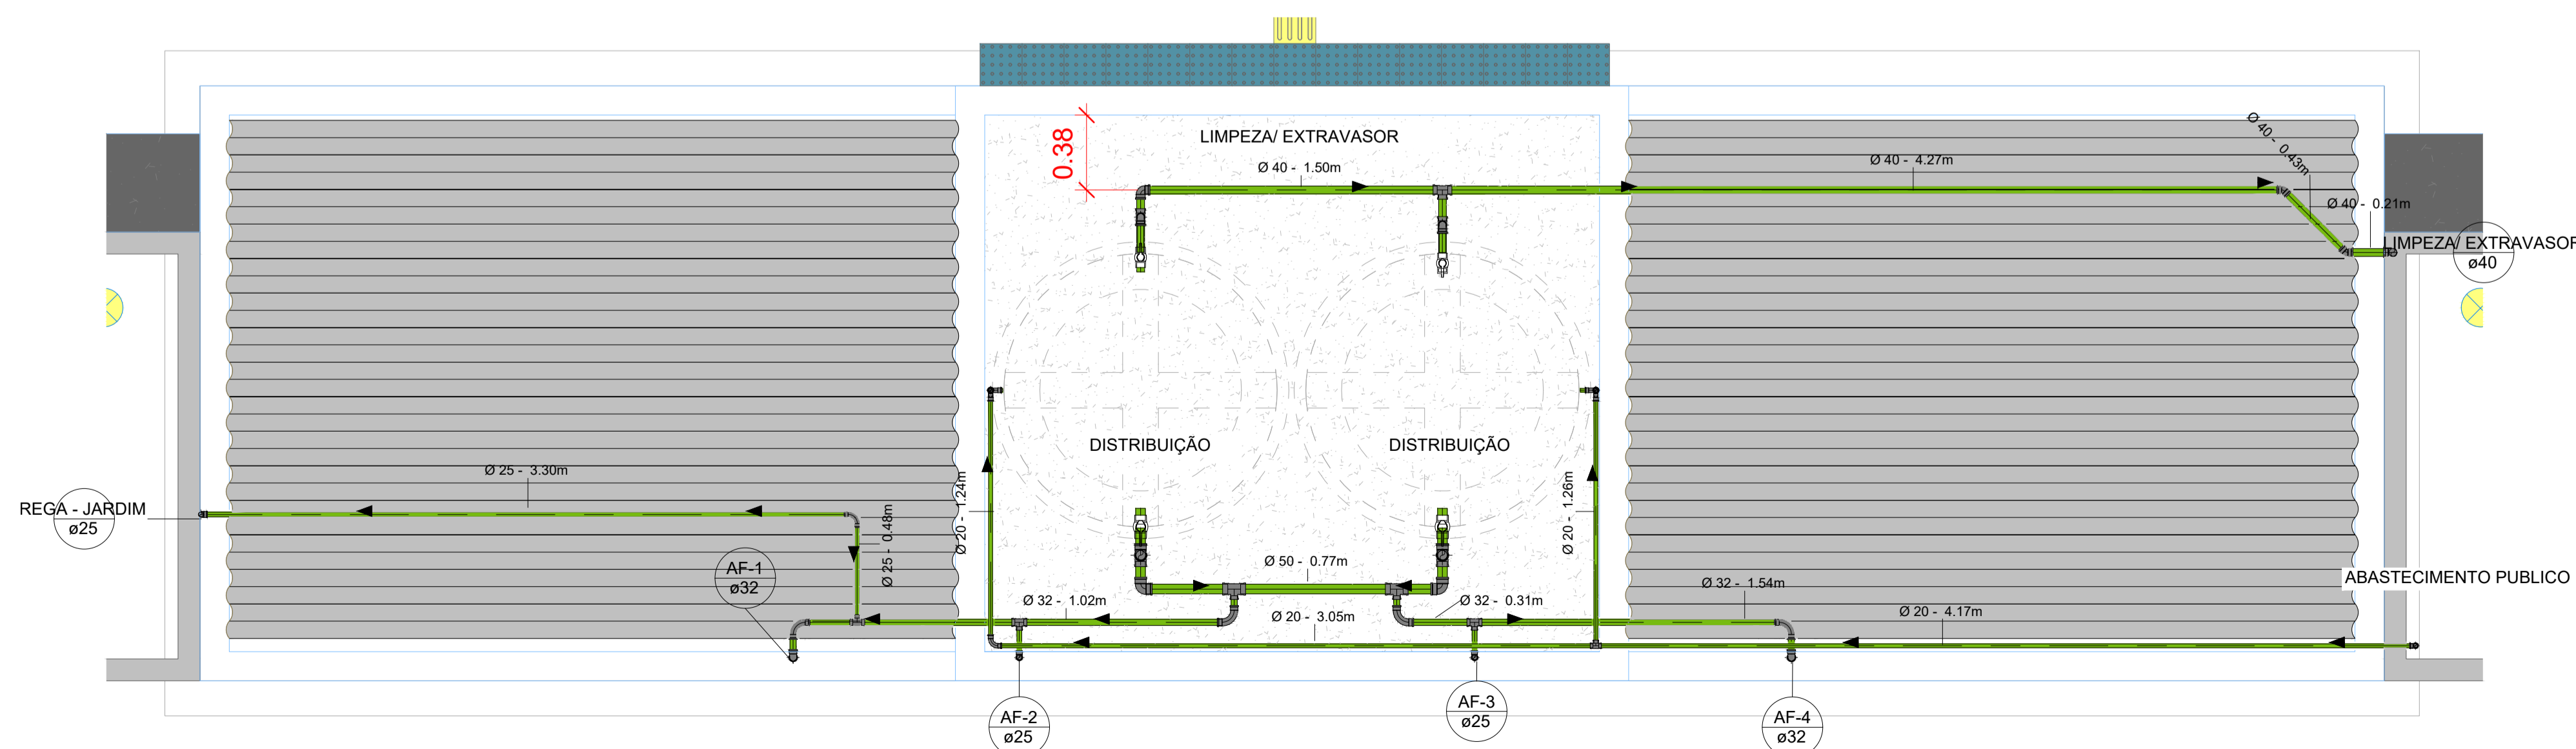 0.38
LIMPEZA/ EXTRAVASOR
Ø 40 - 1.50m
Ø 40 - 4.27m
Ø 40 - 0.43m
Ø 40 - 0.21m
LIMPEZA/ EXTRAVASOR
ø40
DISTRIBUIÇÃO
DISTRIBUIÇÃO
Ø 25 - 3.30m
REGA - JARDIM
ø25
Ø 25 - 0.48m
Ø 20 - 1.24m
Ø 20 - 1.26m
AF-1
ø32
Ø 50 - 0.77m
Ø 32 - 1.02m
Ø 20 - 3.05m
Ø 32 - 0.31m
Ø 32 - 1.54m
Ø 20 - 4.17m
ABASTECIMENTO PUBLICO
AF-2
ø25
AF-3
ø25
AF-4
ø32